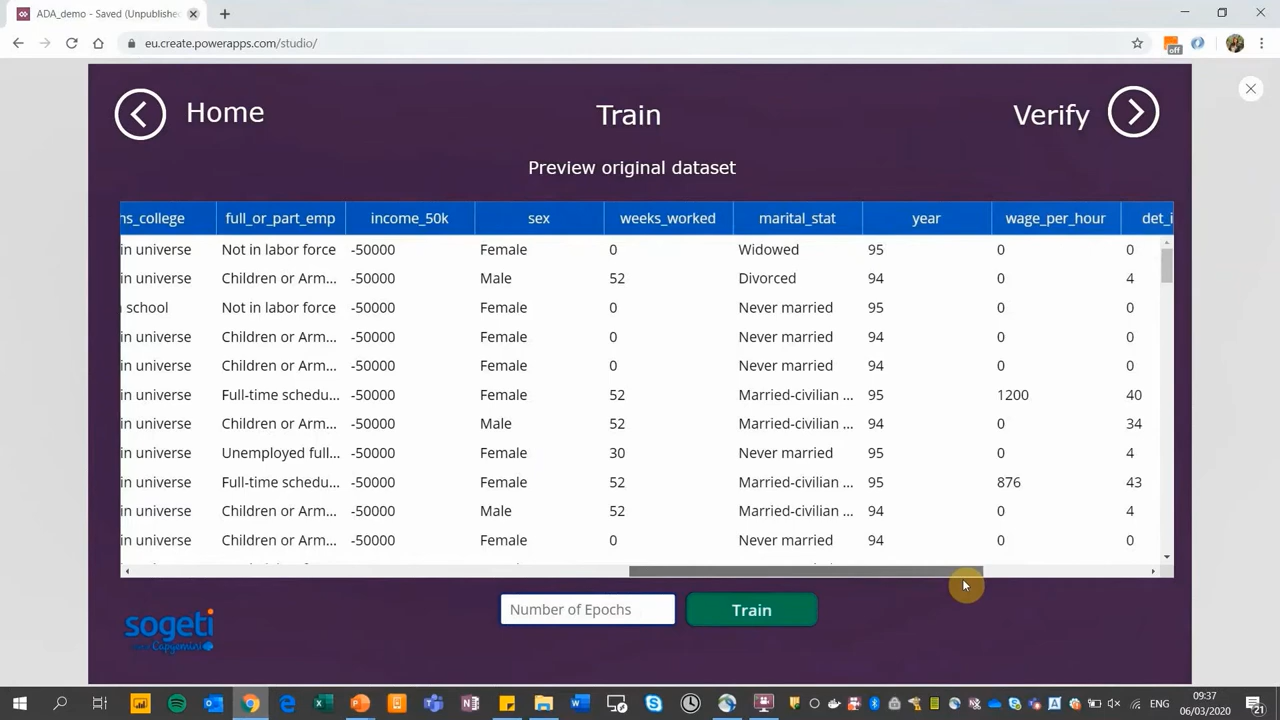 ADA_demo - Saved (Unpublished
eu.create.powerapps.com/studio/
off
Home
Train
Verify
Preview original dataset
ns_college full_or_part_emp income_50k sex weeks_worked marital_stat year wage_per_hour det_i
in universe Not in labor force -50000 Female 0 Widowed 95 0 0
in universe Children or Arm... -50000 Male 52 Divorced 94 0 4
school Not in labor force -50000 Female 0 Never married 95 0 0
in universe Children or Arm... -50000 Female 0 Never married 94 0 0
in universe Children or Arm... -50000 Female 0 Never married 94 0 0
in universe Full-time schedu... -50000 Female 52 Married-civilian ... 95 1200 40
in universe Children or Arm... -50000 Male 52 Married-civilian ... 94 0 34
in universe Unemployed full... -50000 Female 30 Never married 95 0 4
in universe Full-time schedu... -50000 Female 52 Married-civilian ... 95 876 43
in universe Children or Arm... -50000 Male 52 Married-civilian ... 94 0 4
in universe Children or Arm... -50000 Female 0 Never married 94 0 0
Number of Epochs
Train
sogeti
Capgemini
ENG
09:37
06/03/2020
21